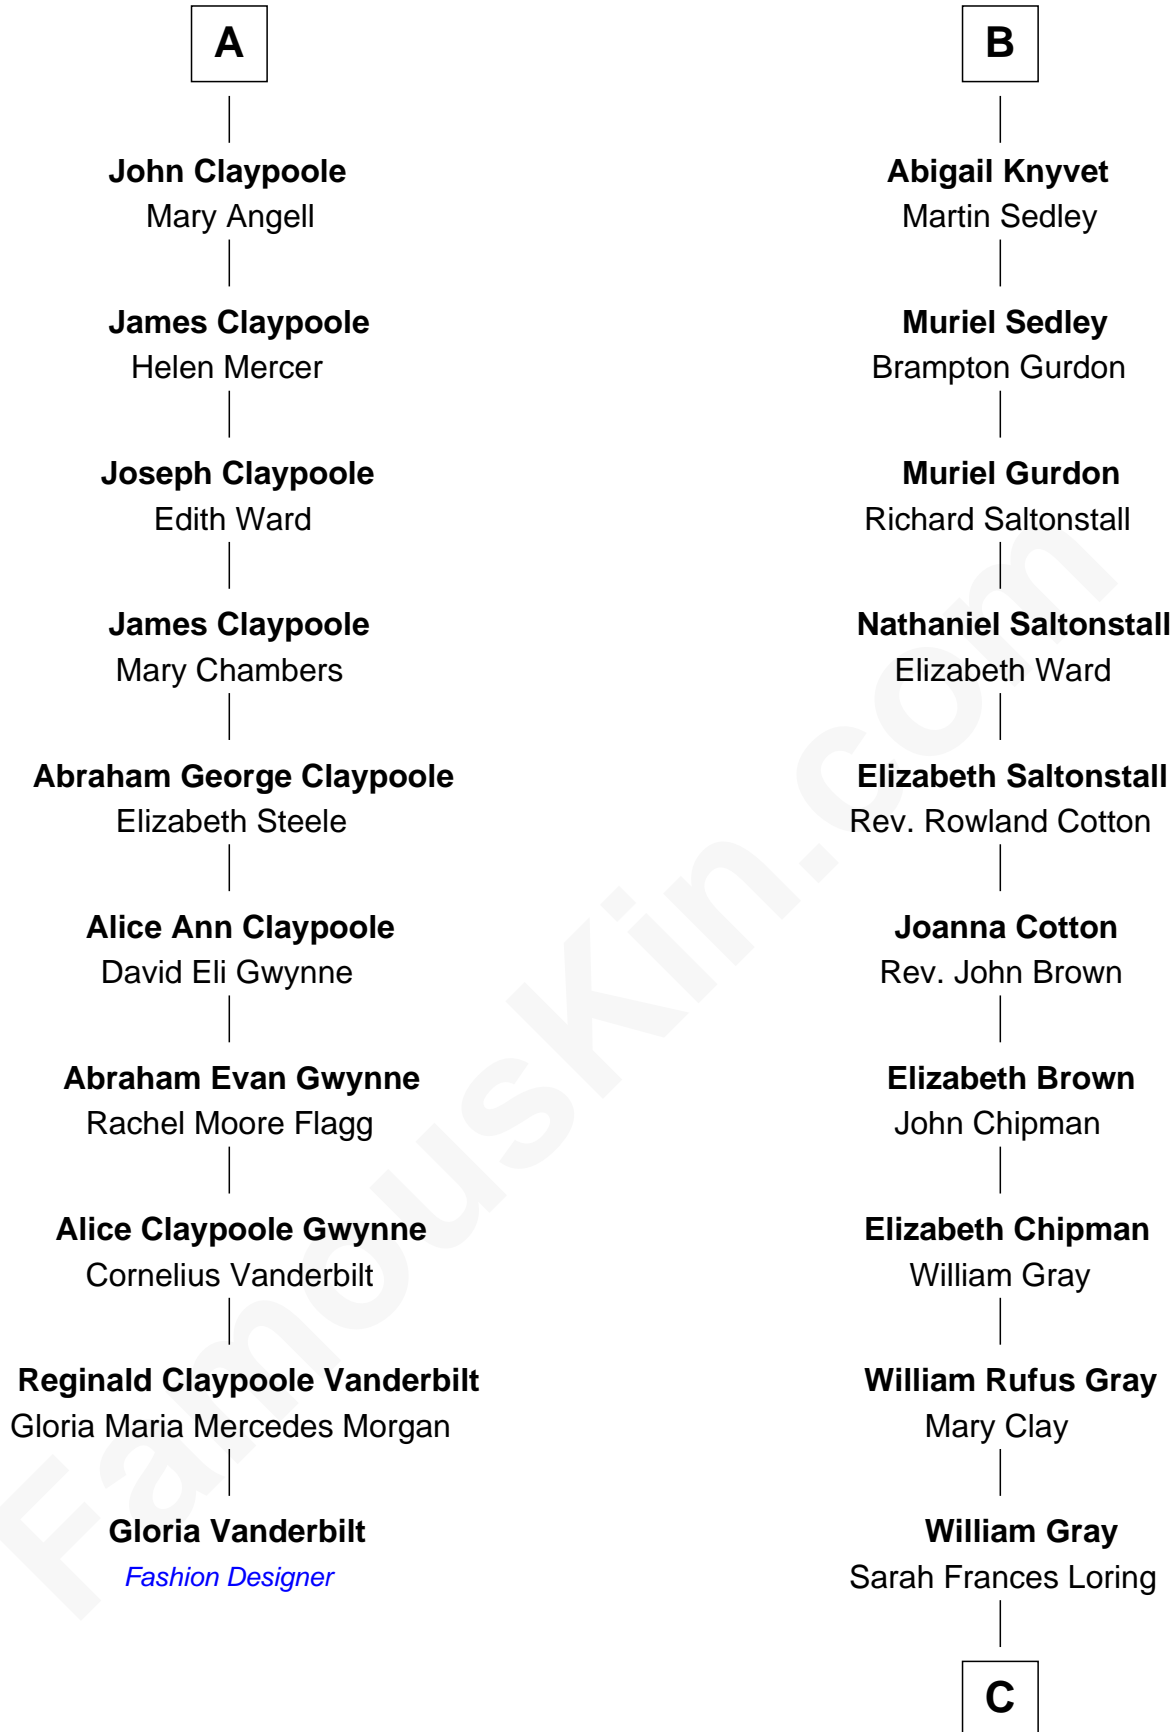 A
John Claypoole
Mary Angell
James Claypoole
Helen Mercer
Joseph Claypoole
Edith Ward
James Claypoole
Mary Chambers
Abraham George Claypoole
Elizabeth Steele
Alice Ann Claypoole
David Eli Gwynne
Abraham Evan Gwynne
Rachel Moore Flagg
Alice Claypoole Gwynne
Cornelius Vanderbilt
Reginald Claypoole Vanderbilt
Gloria Maria Mercedes Morgan
Gloria Vanderbilt
Fashion Designer
B
Abigail Knyvet
Martin Sedley
Muriel Sedley
Brampton Gurdon
Muriel Gurdon
Richard Saltonstall
Nathaniel Saltonstall
Elizabeth Ward
Elizabeth Saltonstall
Rev. Rowland Cotton
Joanna Cotton
Rev. John Brown
Elizabeth Brown
John Chipman
Elizabeth Chipman
William Gray
William Rufus Gray
Mary Clay
William Gray
Sarah Frances Loring
C
FamousKin.com